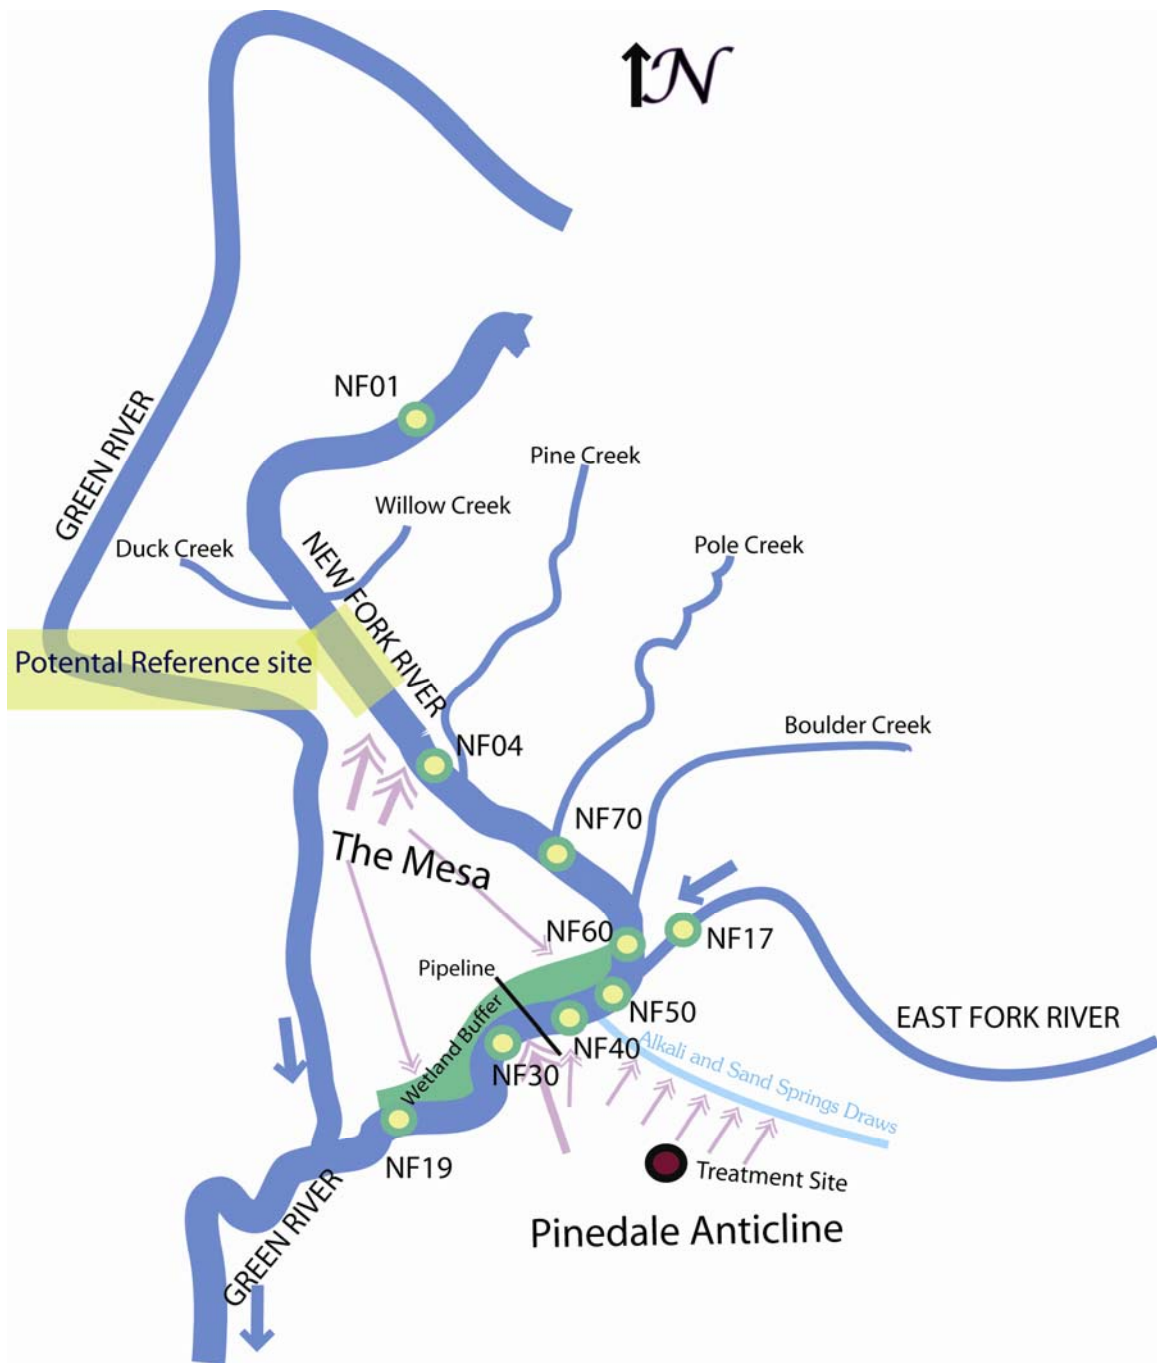 N
NF01
GREEN RIVER
Pine Creek
Willow Creek
Duck Creek
NEW FORK RIVER
Pole Creek
Potental Reference site
Boulder Creek
NF04
NF70
The Mesa
NF60
NF17
Pipeline
Wetland Buffer
NF50
EAST FORK RIVER
NF40
NF30
Alkali and Sand Springs Draws
NF19
Treatment Site
GREEN RIVER
Pinedale Anticline